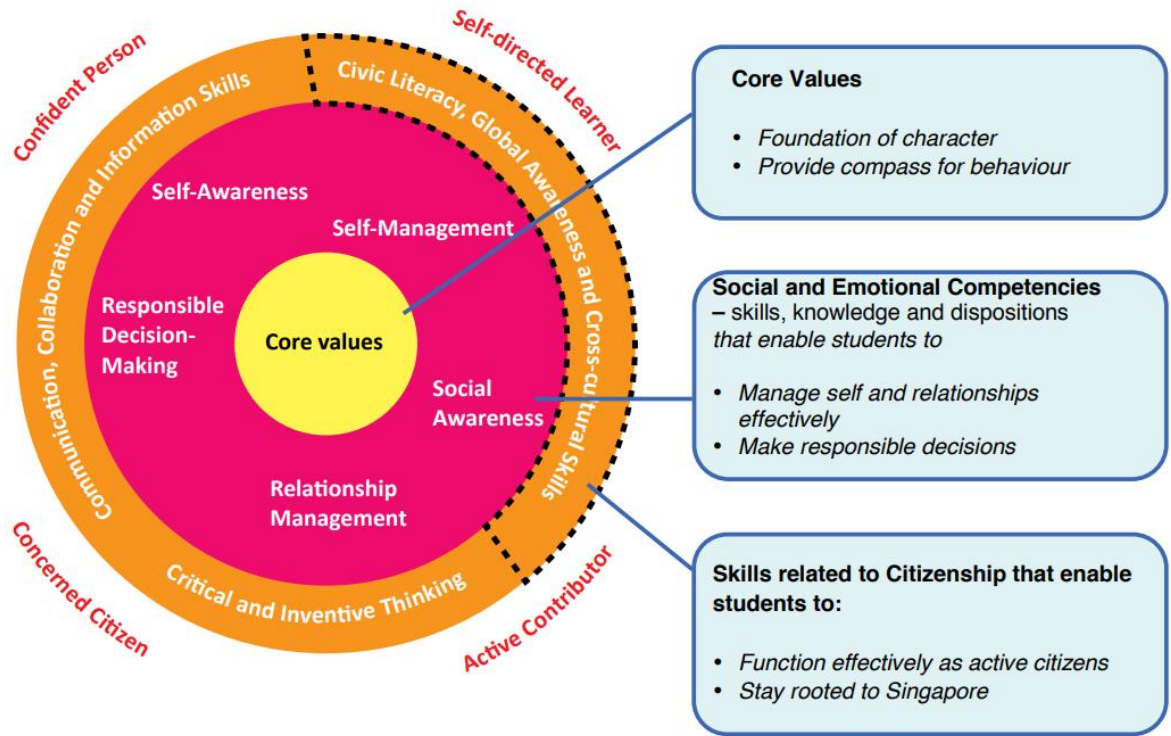 Confident Person
Self-directed Learner
Communication, Collaboration and Information Skills
Civic Literacy, Global Awareness and Cross-cultural Skills
Self-Awareness
Self-Management
Responsible
Decision-
Making
Core values
Social
Awareness
Relationship
Management
Critical and Inventive Thinking
Concerned Citizen
Active Contributor
Core Values
• Foundation of character
• Provide compass for behaviour
Social and Emotional Competencies
– skills, knowledge and dispositions
that enable students to
• Manage self and relationships
effectively
• Make responsible decisions
Skills related to Citizenship that enable
students to:
• Function effectively as active citizens
• Stay rooted to Singapore